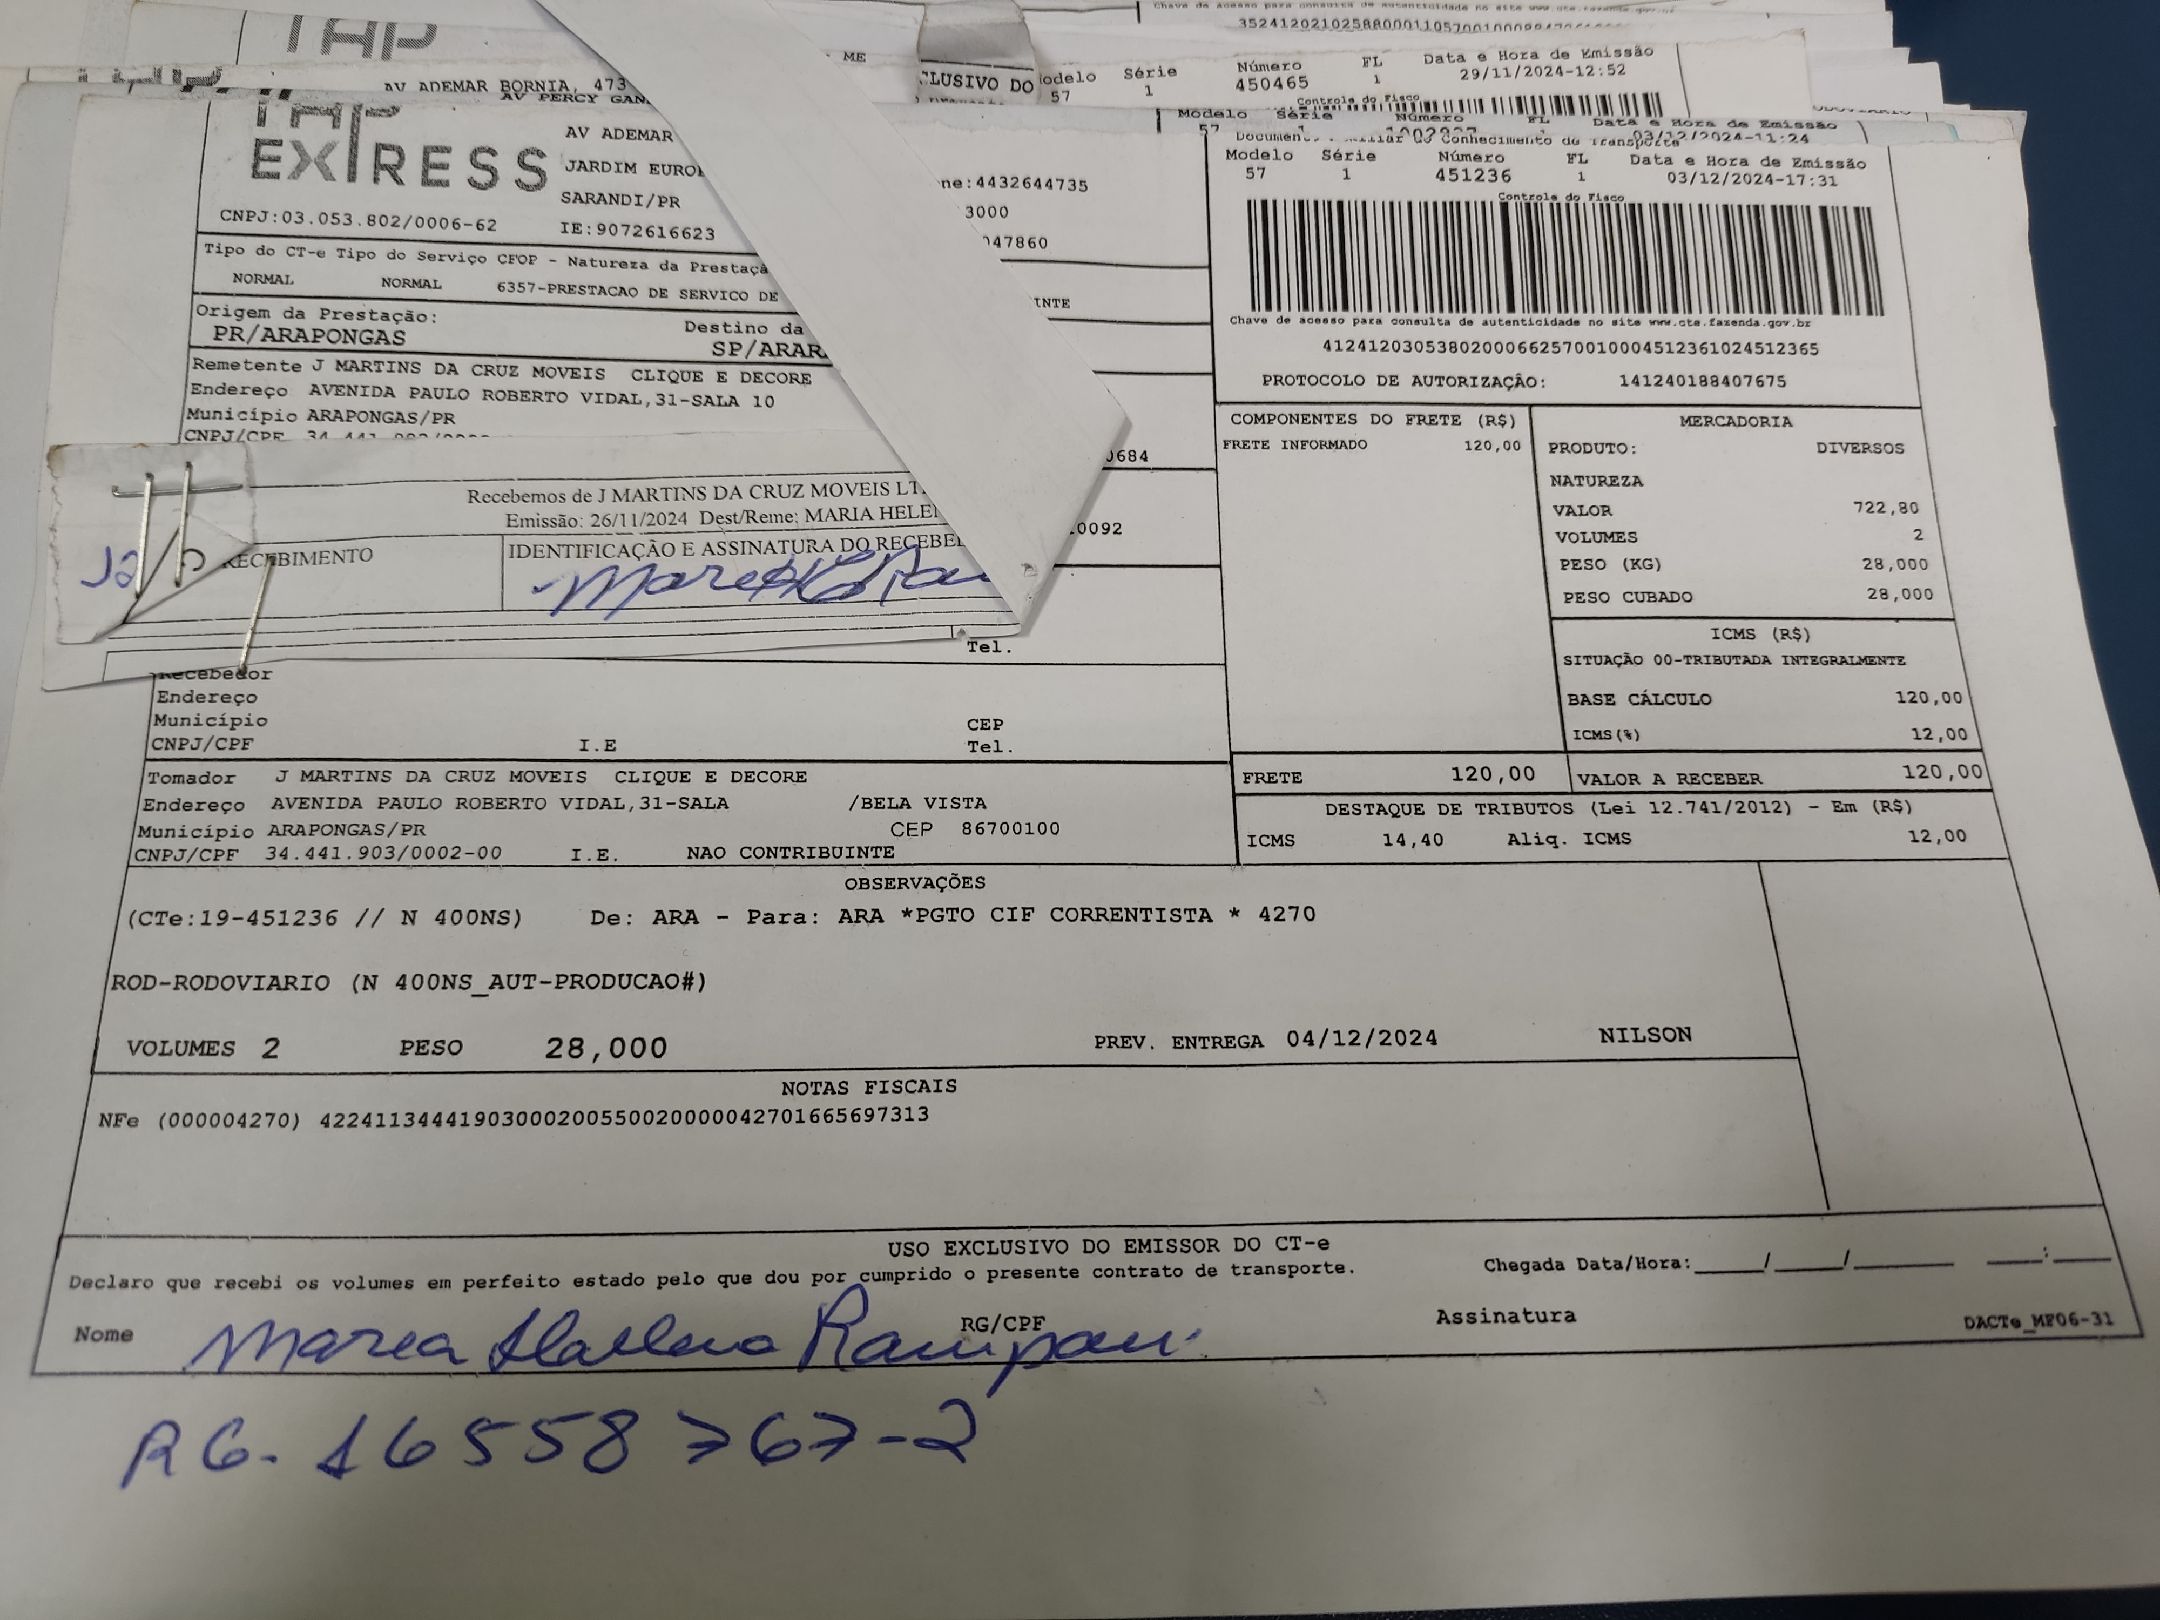 TAP
ME
AV ADEMAR BORNIA, 473
CLUSIVO DO
Modelo Série Número FL Data e Hora de Emissão
57 1 450465 1 29/11/2024-12:52
Controle do Fisco
Modelo Série Número FL Data e Hora de Emissão
03/12/2024-11:24
TAP EXPRESS
AV ADEMAR
JARDIM EURO
SARANDI/PR
CNPJ:03.053.802/0006-62 IE:9072616623
ne:4432644735
3000
047860
Conhecimento de Transporte
Modelo Série Número FL Data e Hora de Emissão
57 1 451236 1 03/12/2024-17:31
Controle do Fisco
Chave de acesso para consulta de autenticidade no site www.cte.fazenda.gov.br
41241203053802000662570010004512361024512365
PROTOCOLO DE AUTORIZAÇÃO: 141240188407675
Tipo do CT-e Tipo do Serviço CFOP - Natureza da Prestaçã
NORMAL NORMAL 6357-PRESTACAO DE SERVICO DE
INTE
Origem da Prestação: Destino da
PR/ARAPONGAS SP/ARAR
Remetente J MARTINS DA CRUZ MOVEIS CLIQUE E DECORE
Endereço AVENIDA PAULO ROBERTO VIDAL,31-SALA 10
Município ARAPONGAS/PR
CNPJ/CPF
0684
Recebemos de J MARTINS DA CRUZ MOVEIS LT
Emissão: 26/11/2024 Dest/Reme: MARIA HELE
RECEBIMENTO
IDENTIFICAÇÃO E ASSINATURA DO RECEBE
0092
Tel.
COMPONENTES DO FRETE (R$)
FRETE INFORMADO 120,00
MERCADORIA
PRODUTO: DIVERSOS
NATUREZA
VALOR 722,80
VOLUMES 2
PESO (KG) 28,000
PESO CUBADO 28,000
ICMS (R$)
SITUAÇÃO 00-TRIBUTADA INTEGRALMENTE
BASE CÁLCULO 120,00
ICMS(%) 12,00
Recebedor
Endereço
Município CEP
CNPJ/CPF I.E Tel.
Tomador J MARTINS DA CRUZ MOVEIS CLIQUE E DECORE
Endereço AVENIDA PAULO ROBERTO VIDAL,31-SALA /BELA VISTA
Município ARAPONGAS/PR CEP 86700100
CNPJ/CPF 34.441.903/0002-00 I.E. NAO CONTRIBUINTE
FRETE 120,00 VALOR A RECEBER 120,00
DESTAQUE DE TRIBUTOS (Lei 12.741/2012) - Em (R$)
ICMS 14,40 Aliq. ICMS 12,00
OBSERVAÇÕES
(CTe:19-451236 // N 400NS) De: ARA - Para: ARA *PGTO CIF CORRENTISTA * 4270
ROD-RODOVIARIO (N 400NS_AUT-PRODUCAO#)
VOLUMES 2 PESO 28,000 PREV. ENTREGA 04/12/2024 NILSON
NOTAS FISCAIS
NFe (000004270) 42241134441903000200550020000042701665697313
USO EXCLUSIVO DO EMISSOR DO CT-e
Declaro que recebi os volumes em perfeito estado pelo que dou por cumprido o presente contrato de transporte. Chegada Data/Hora:_____/_____/_______ ____:____
Nome RG/CPF Assinatura DACTe_MF06-31
RG. 16558767-2